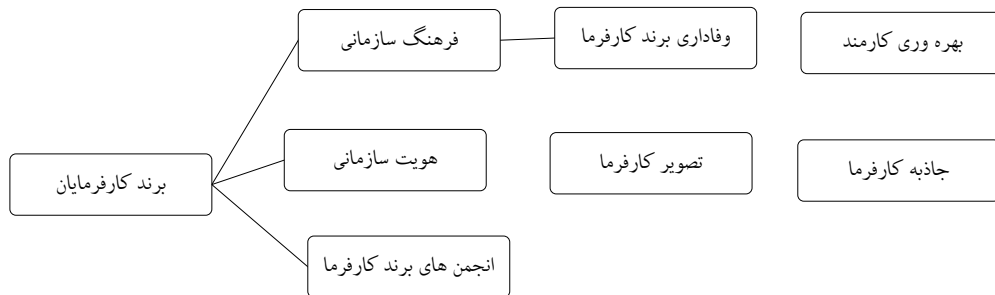 فرهنگ سازمانی
وفاداری برند کارفرما
بهره وری کارمند
برند کارفرمایان
هویت سازمانی
تصویر کارفرما
جاذبه کارفرما
انجمن های برند کارفرما